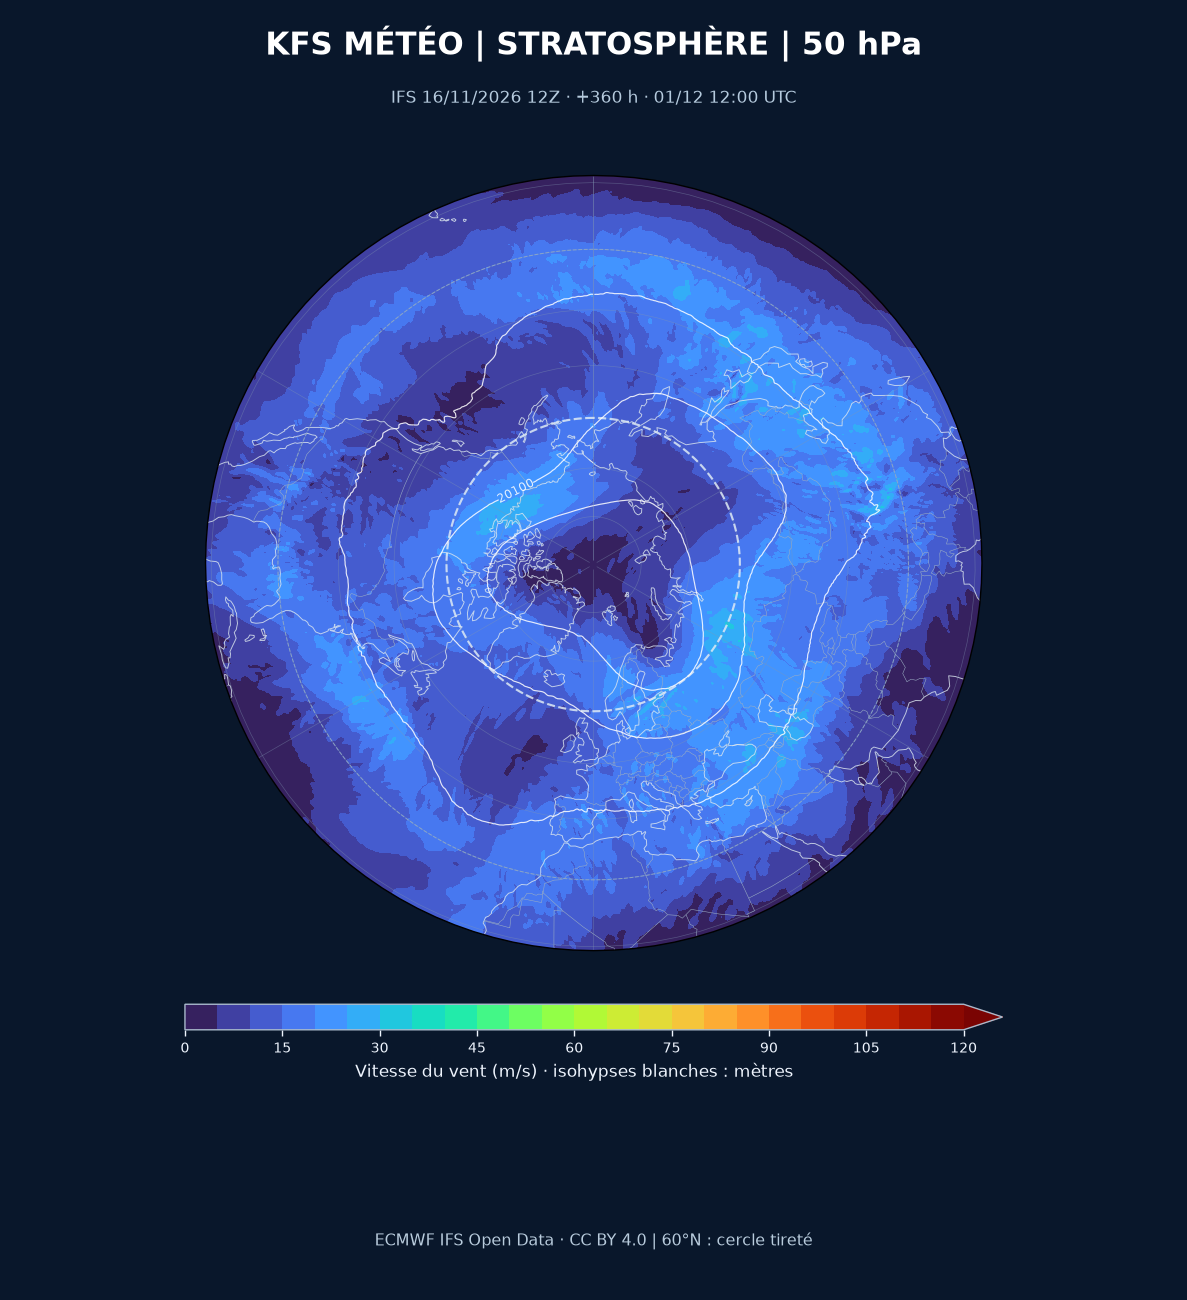 KFS MÉTÉO | STRATOSPHÈRE | 50 hPa
IFS 16/11/2026 12Z · +360 h · 01/12 12:00 UTC
20100
0 15 30 45 60 75 90 105 120
Vitesse du vent (m/s) · isohypses blanches : mètres
ECMWF IFS Open Data · CC BY 4.0 | 60°N : cercle tireté